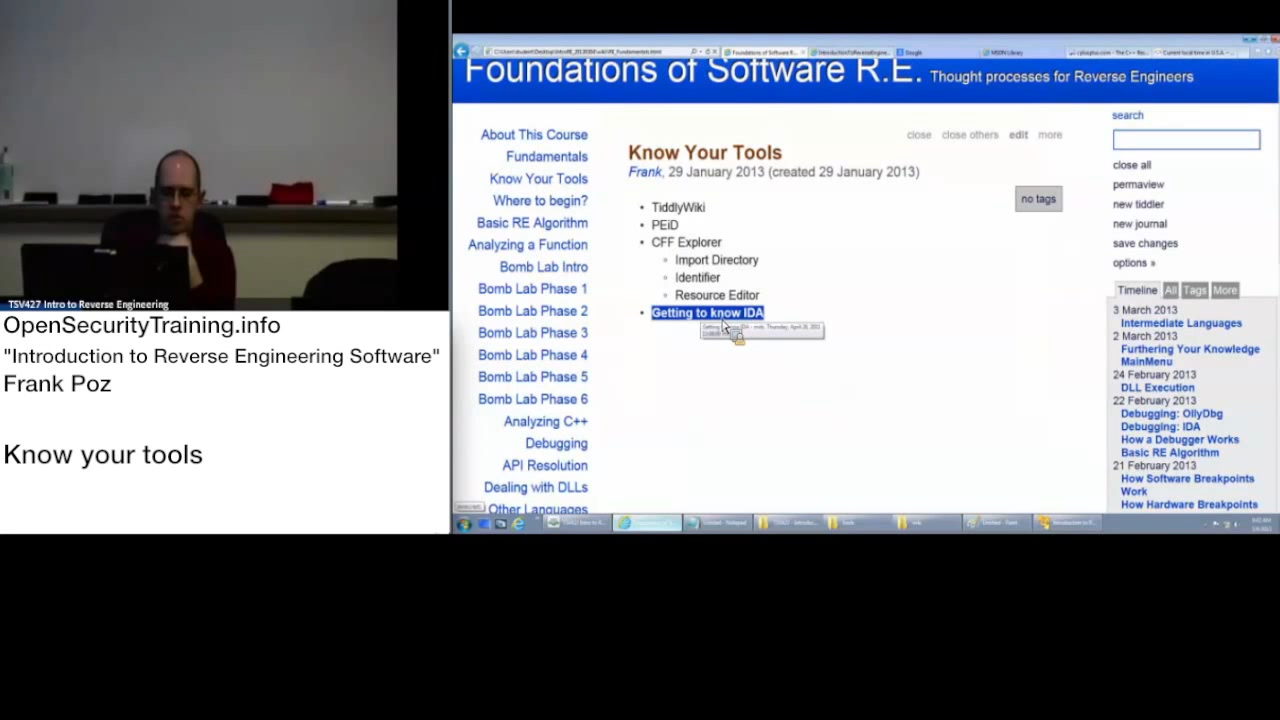 TSV427 Intro to Reverse Engineering
OpenSecurityTraining.info
"Introduction to Reverse Engineering Software"
Frank Poz
Know your tools
Foundations of Software R.E. Thought processes for Reverse Engineers
About This Course
Fundamentals
Know Your Tools
Where to begin?
Basic RE Algorithm
Analyzing a Function
Bomb Lab Intro
Bomb Lab Phase 1
Bomb Lab Phase 2
Bomb Lab Phase 3
Bomb Lab Phase 4
Bomb Lab Phase 5
Bomb Lab Phase 6
Analyzing C++
Debugging
API Resolution
Dealing with DLLs
Other Languages
close close others edit more
Know Your Tools
Frank, 29 January 2013 (created 29 January 2013)
no tags
• TiddlyWiki
• PEiD
• CFF Explorer
Import Directory
Identifier
Resource Editor
• Getting to know IDA
search
close all
permaview
new tiddler
new journal
save changes
options »
Timeline All Tags More
3 March 2013
Intermediate Languages
2 March 2013
Furthering Your Knowledge
MainMenu
24 February 2013
DLL Execution
22 February 2013
Debugging: OllyDbg
Debugging: IDA
How a Debugger Works
Basic RE Algorithm
21 February 2013
How Software Breakpoints
Work
How Hardware Breakpoints
Google
MSDN Library